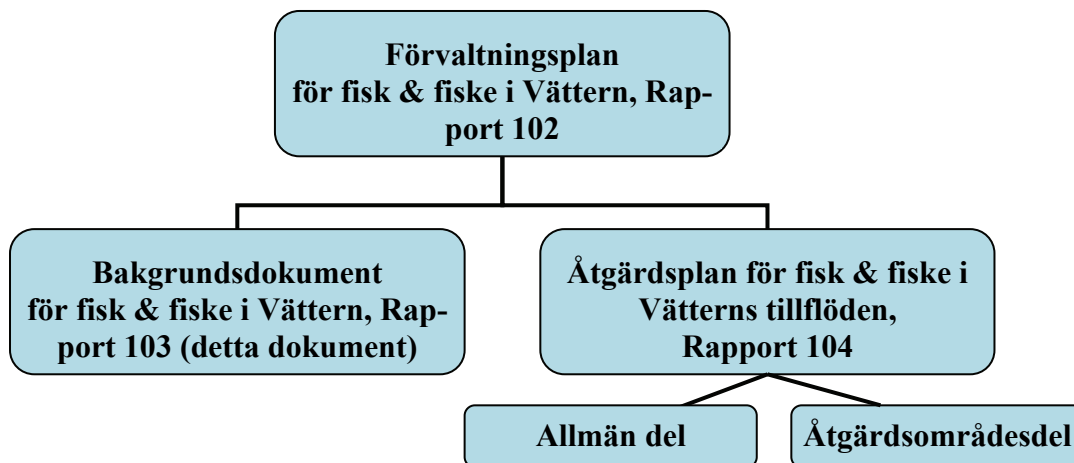 Förvaltningsplan
för fisk & fiske i Vättern, Rap-
port 102
Bakgrundsdokument
för fisk & fiske i Vättern, Rap-
port 103 (detta dokument)
Åtgärdsplan för fisk & fiske i
Vätterns tillflöden,
Rapport 104
Allmän del
Åtgärdsområdesdel